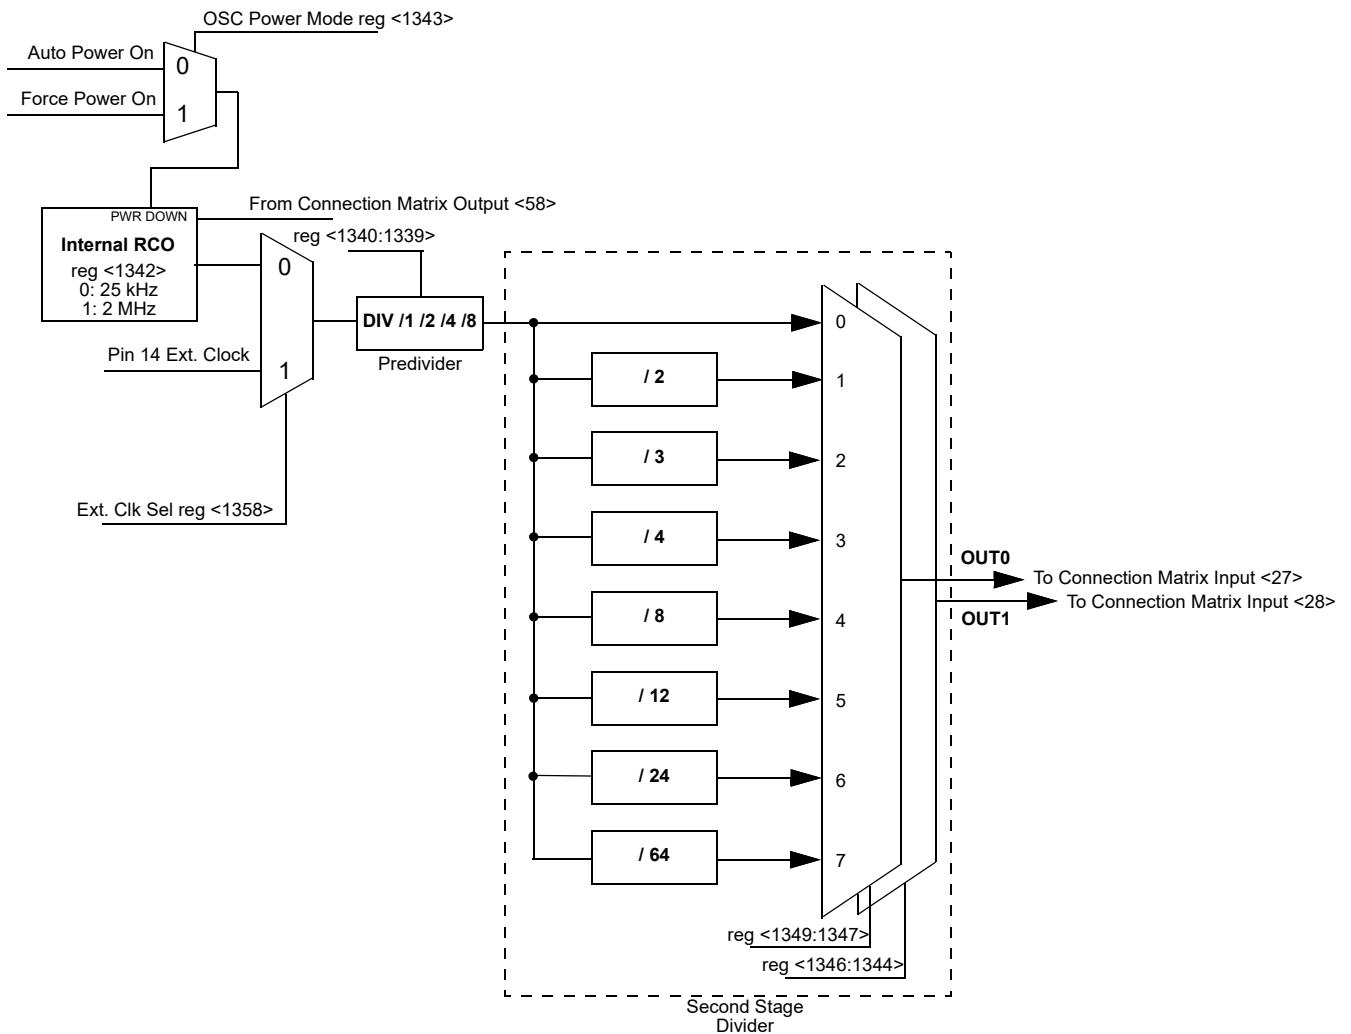 OSC Power Mode reg <1343>
Auto Power On
0
Force Power On
1
PWR DOWN
From Connection Matrix Output <58>
Internal RCO
reg <1342>
0: 25 kHz
1: 2 MHz
reg <1340:1339>
0
DIV /1 /2 /4 /8
Predivider
Pin 14 Ext. Clock
1
Ext. Clk Sel reg <1358>
0
/ 2
1
/ 3
2
/ 4
3
/ 8
4
/ 12
5
/ 24
6
/ 64
7
OUT0
To Connection Matrix Input <27>
To Connection Matrix Input <28>
OUT1
reg <1349:1347>
reg <1346:1344>
Second Stage
Divider